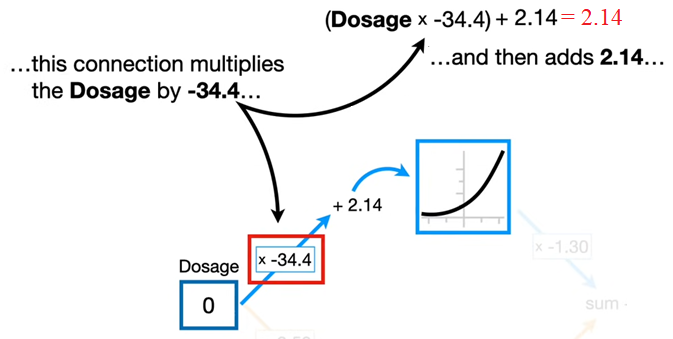 (Dosage x -34.4) + 2.14 = 2.14
...this connection multiplies
the Dosage by -34.4...
...and then adds 2.14...
+ 2.14
x -1.30
Dosage
x -34.4
0
sum